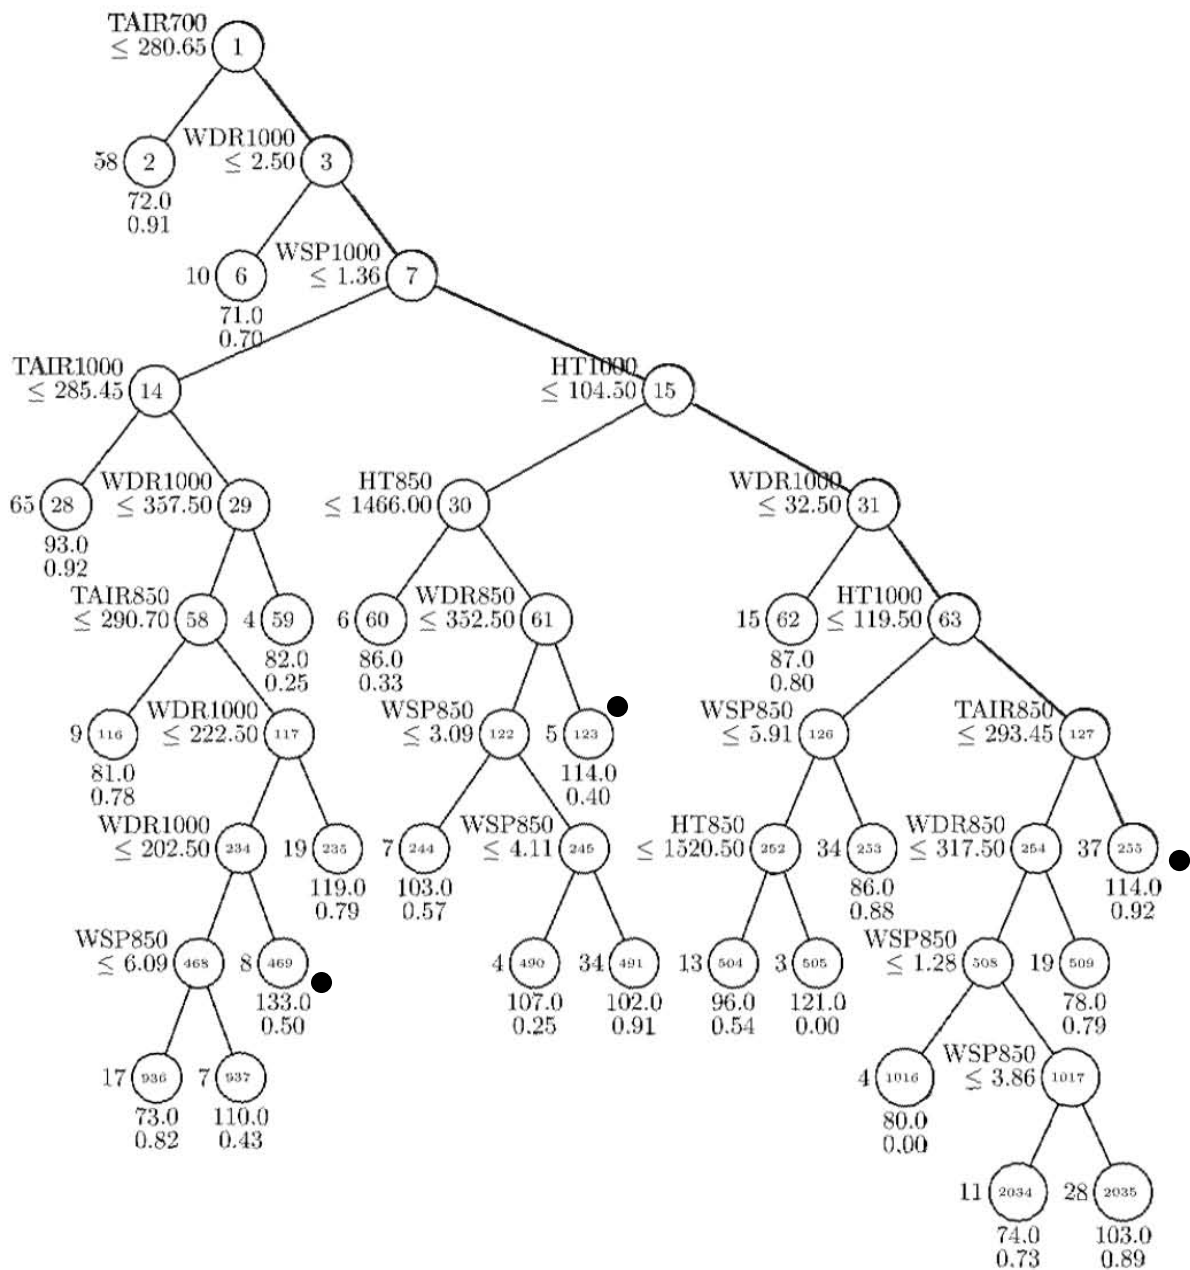 TAIR700
≤ 280.65 1
WDR1000
58 2 ≤ 2.50 3
72.0
0.91
WSP1000
10 6 ≤ 1.36 7
71.0
0.70
TAIR1000 HT1000
≤ 285.45 14 ≤ 104.50 15
WDR1000 HT850 WDR1000
65 28 ≤ 357.50 29 ≤ 1466.00 30 ≤ 32.50 31
93.0
0.92
TAIR850 WDR850 HT1000
≤ 290.70 58 4 59 6 60 ≤ 352.50 61 15 62 ≤ 119.50 63
82.0 86.0 87.0
0.25 0.33 0.80
WDR1000 WSP850 WSP850 TAIR850
9 116 ≤ 222.50 117 ≤ 3.09 122 5 123 ≤ 5.91 126 ≤ 293.45 127
81.0 114.0
0.78 0.40
WDR1000 WSP850 HT850 WDR850
≤ 202.50 234 19 235 7 244 ≤ 4.11 245 ≤ 1520.50 252 34 253 ≤ 317.50 254 37 255
119.0 103.0 86.0 114.0
0.79 0.57 0.88 0.92
WSP850 WSP850
≤ 6.09 468 8 469 4 490 34 491 13 504 3 505 ≤ 1.28 508 19 509
133.0 107.0 102.0 96.0 121.0 78.0
0.50 0.25 0.91 0.54 0.00 0.79
WSP850
17 936 7 937 4 1016 ≤ 3.86 1017
73.0 110.0 80.0
0.82 0.43 0.00
11 2034 28 2035
74.0 103.0
0.73 0.89